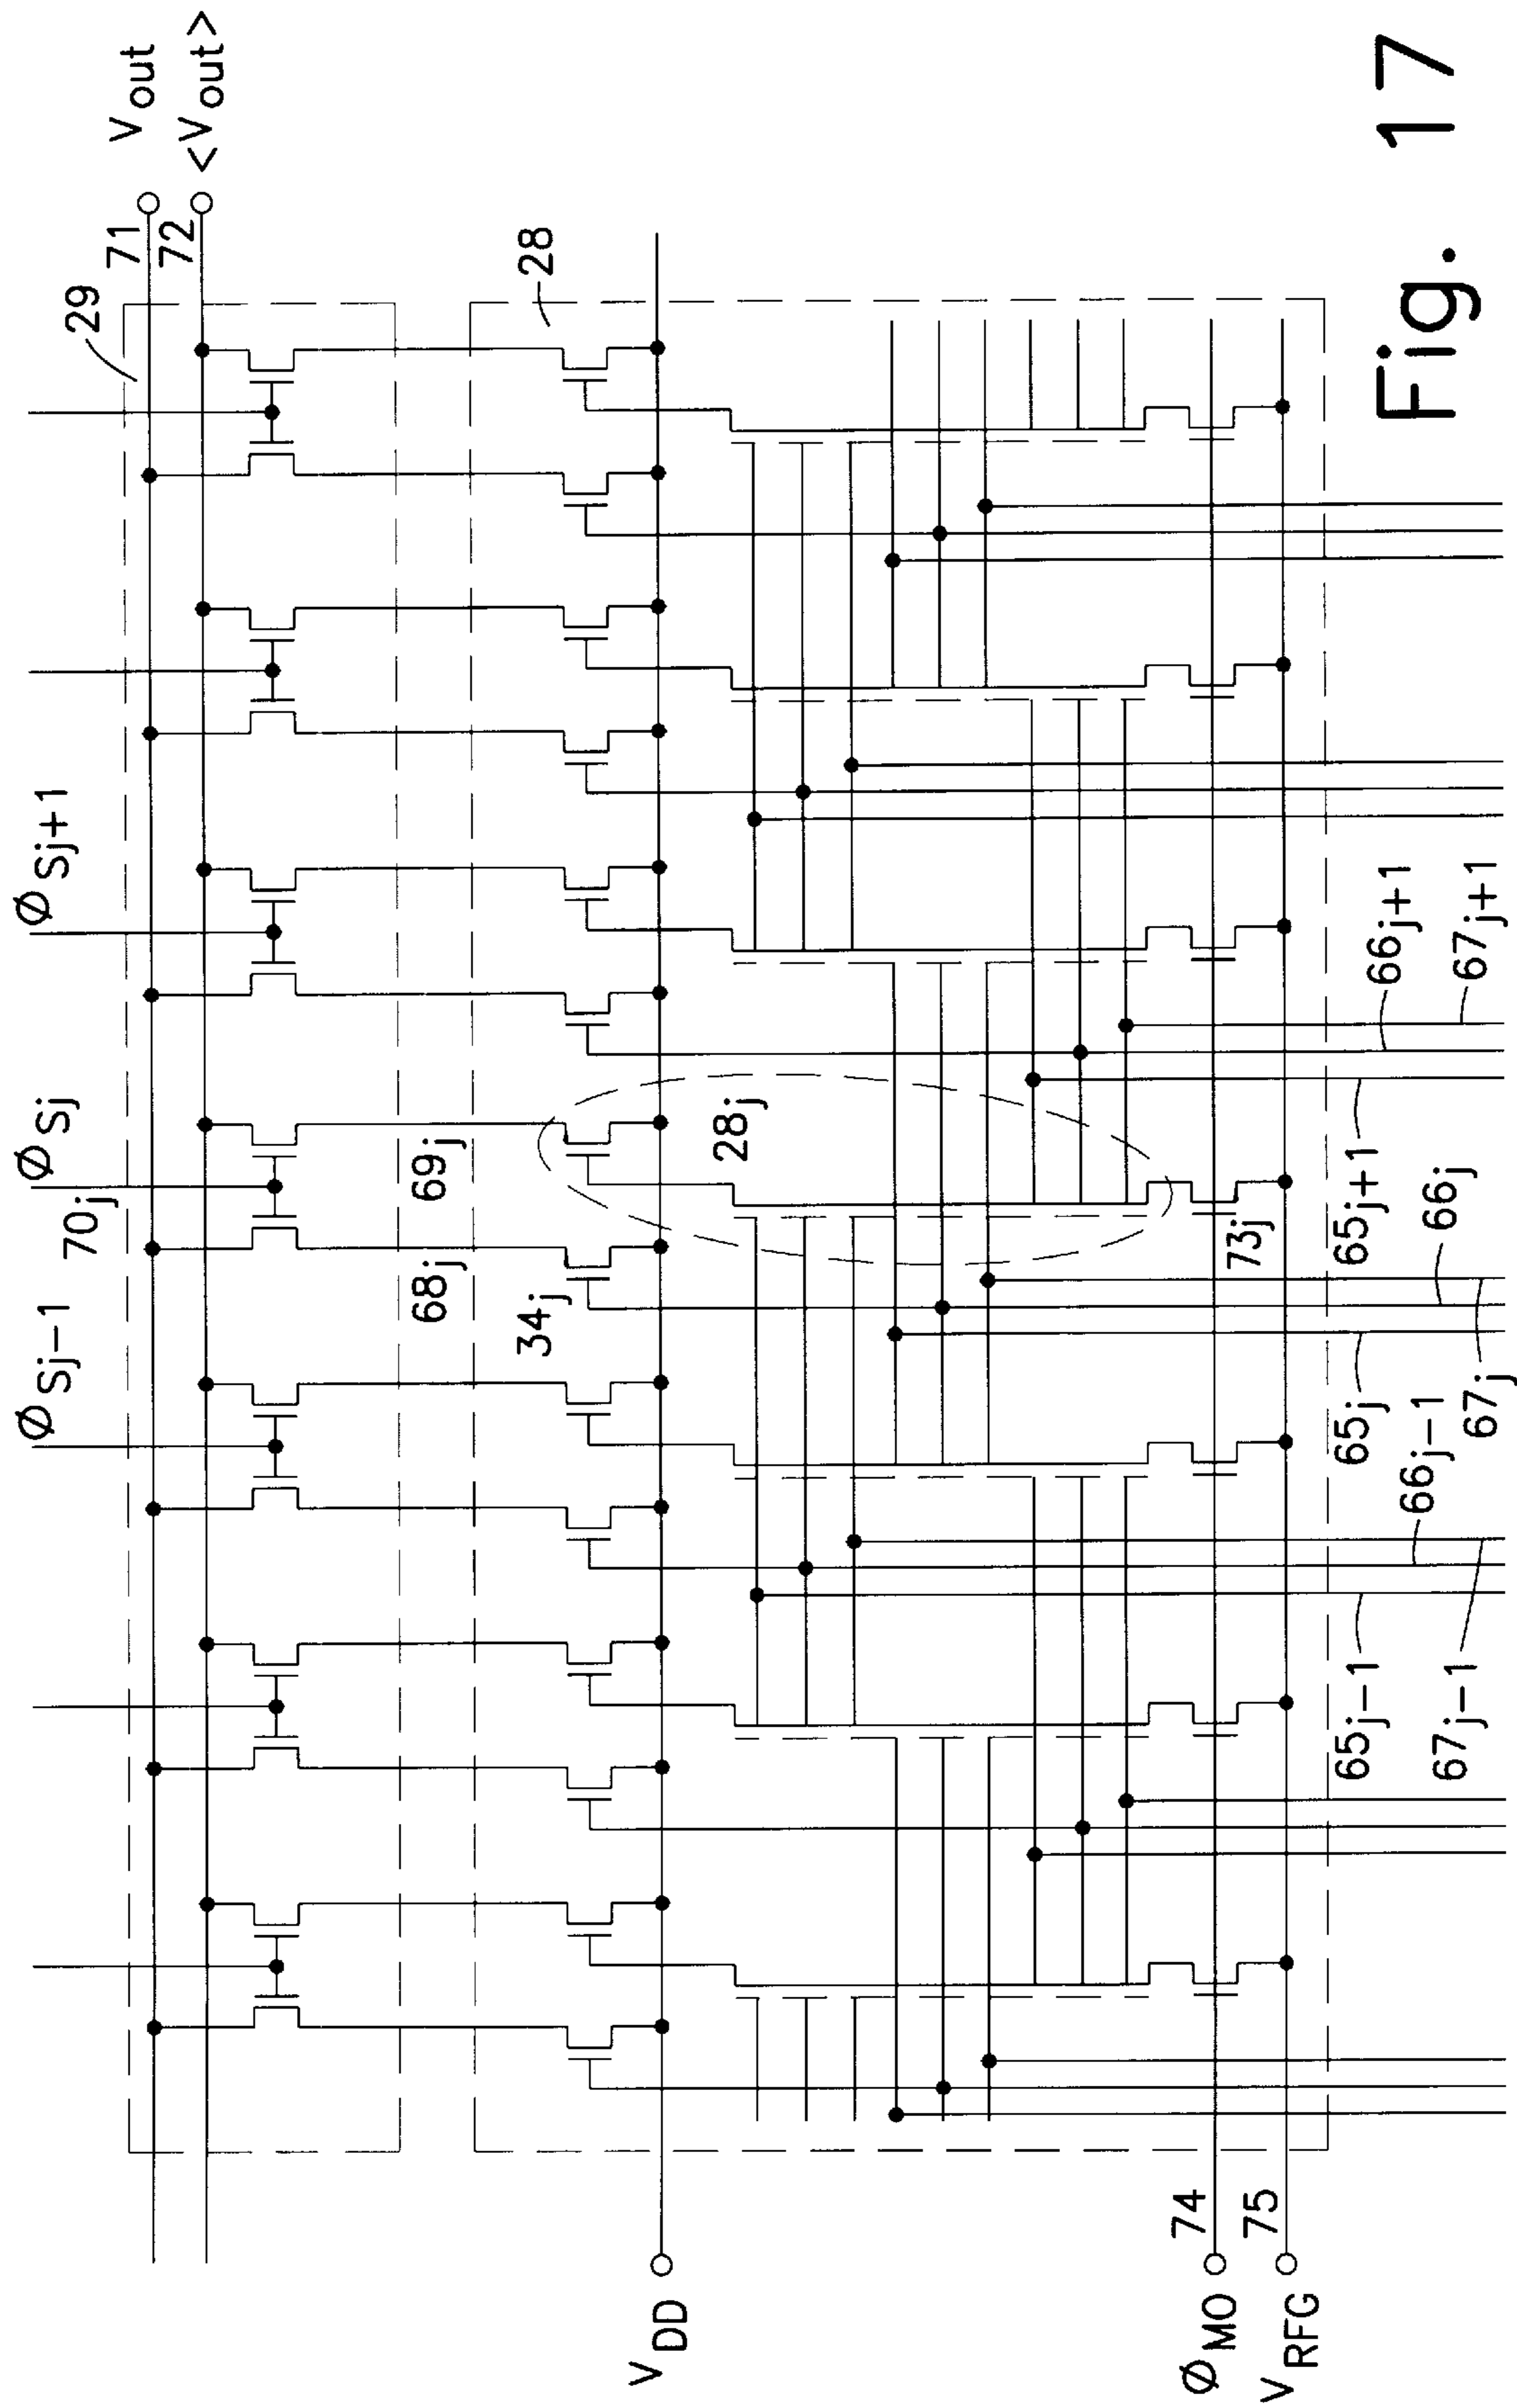 Vout
<Vout>
71
72
29
28
øSj−1
øSj
øSj+1
70j
68j
69j
34j
28j
VDD
73j
øMO
74
VRFG
75
65j−1
66j−1
67j−1
65j
66j
67j
65j+1
66j+1
67j+1
Fig. 17